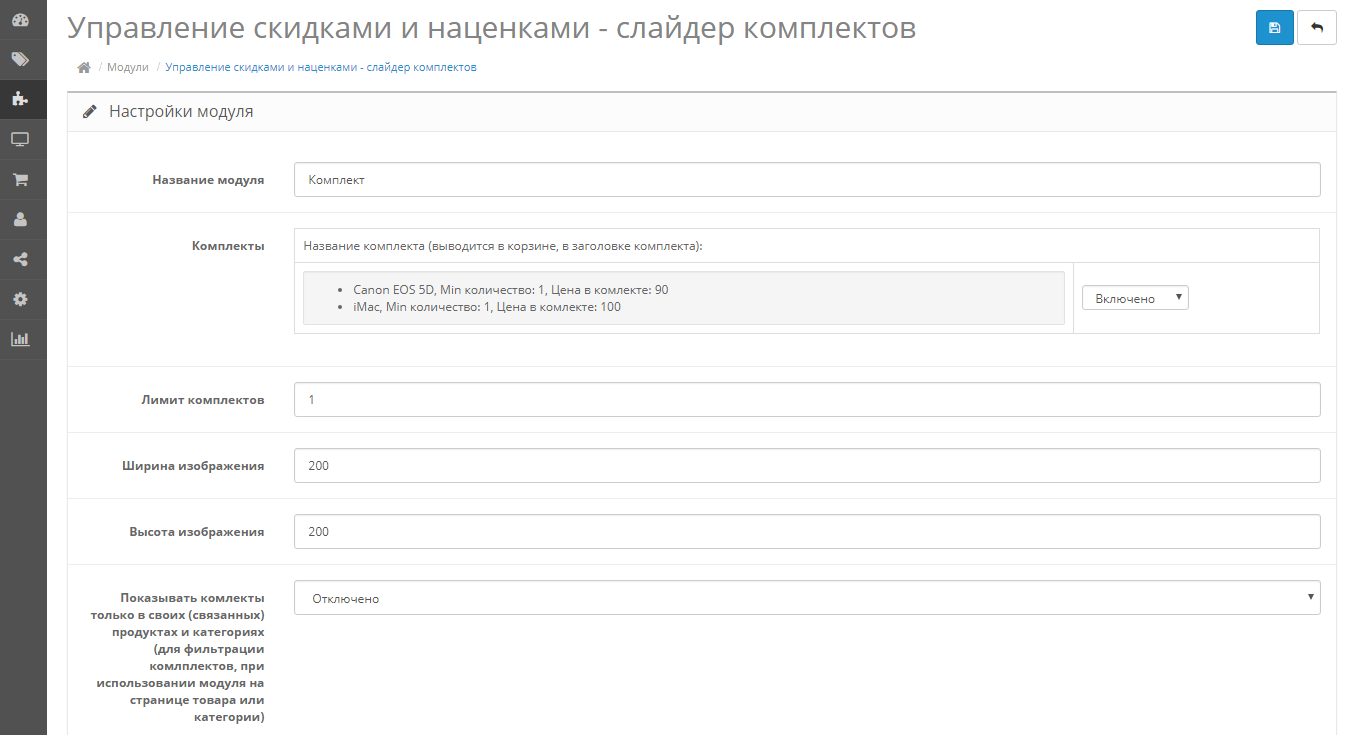 Управление скидками и наценками - слайдер комплектов
/ Модули / Управление скидками и наценками - слайдер комплектов
Настройки модуля
Название модуля
Комплект
Комплекты
Название комплекта (выводится в корзине, в заголовке комплекта):
• Canon EOS 5D, Min количество: 1, Цена в комлекте: 90
• iMac, Min количество: 1, Цена в комлекте: 100
Включено
Лимит комплектов
1
Ширина изображения
200
Высота изображения
200
Показывать комлекты
только в своих (связанных)
продуктах и категориях
(для фильтрации
комлплектов, при
использовании модуля на
странице товара или
категории)
Отключено